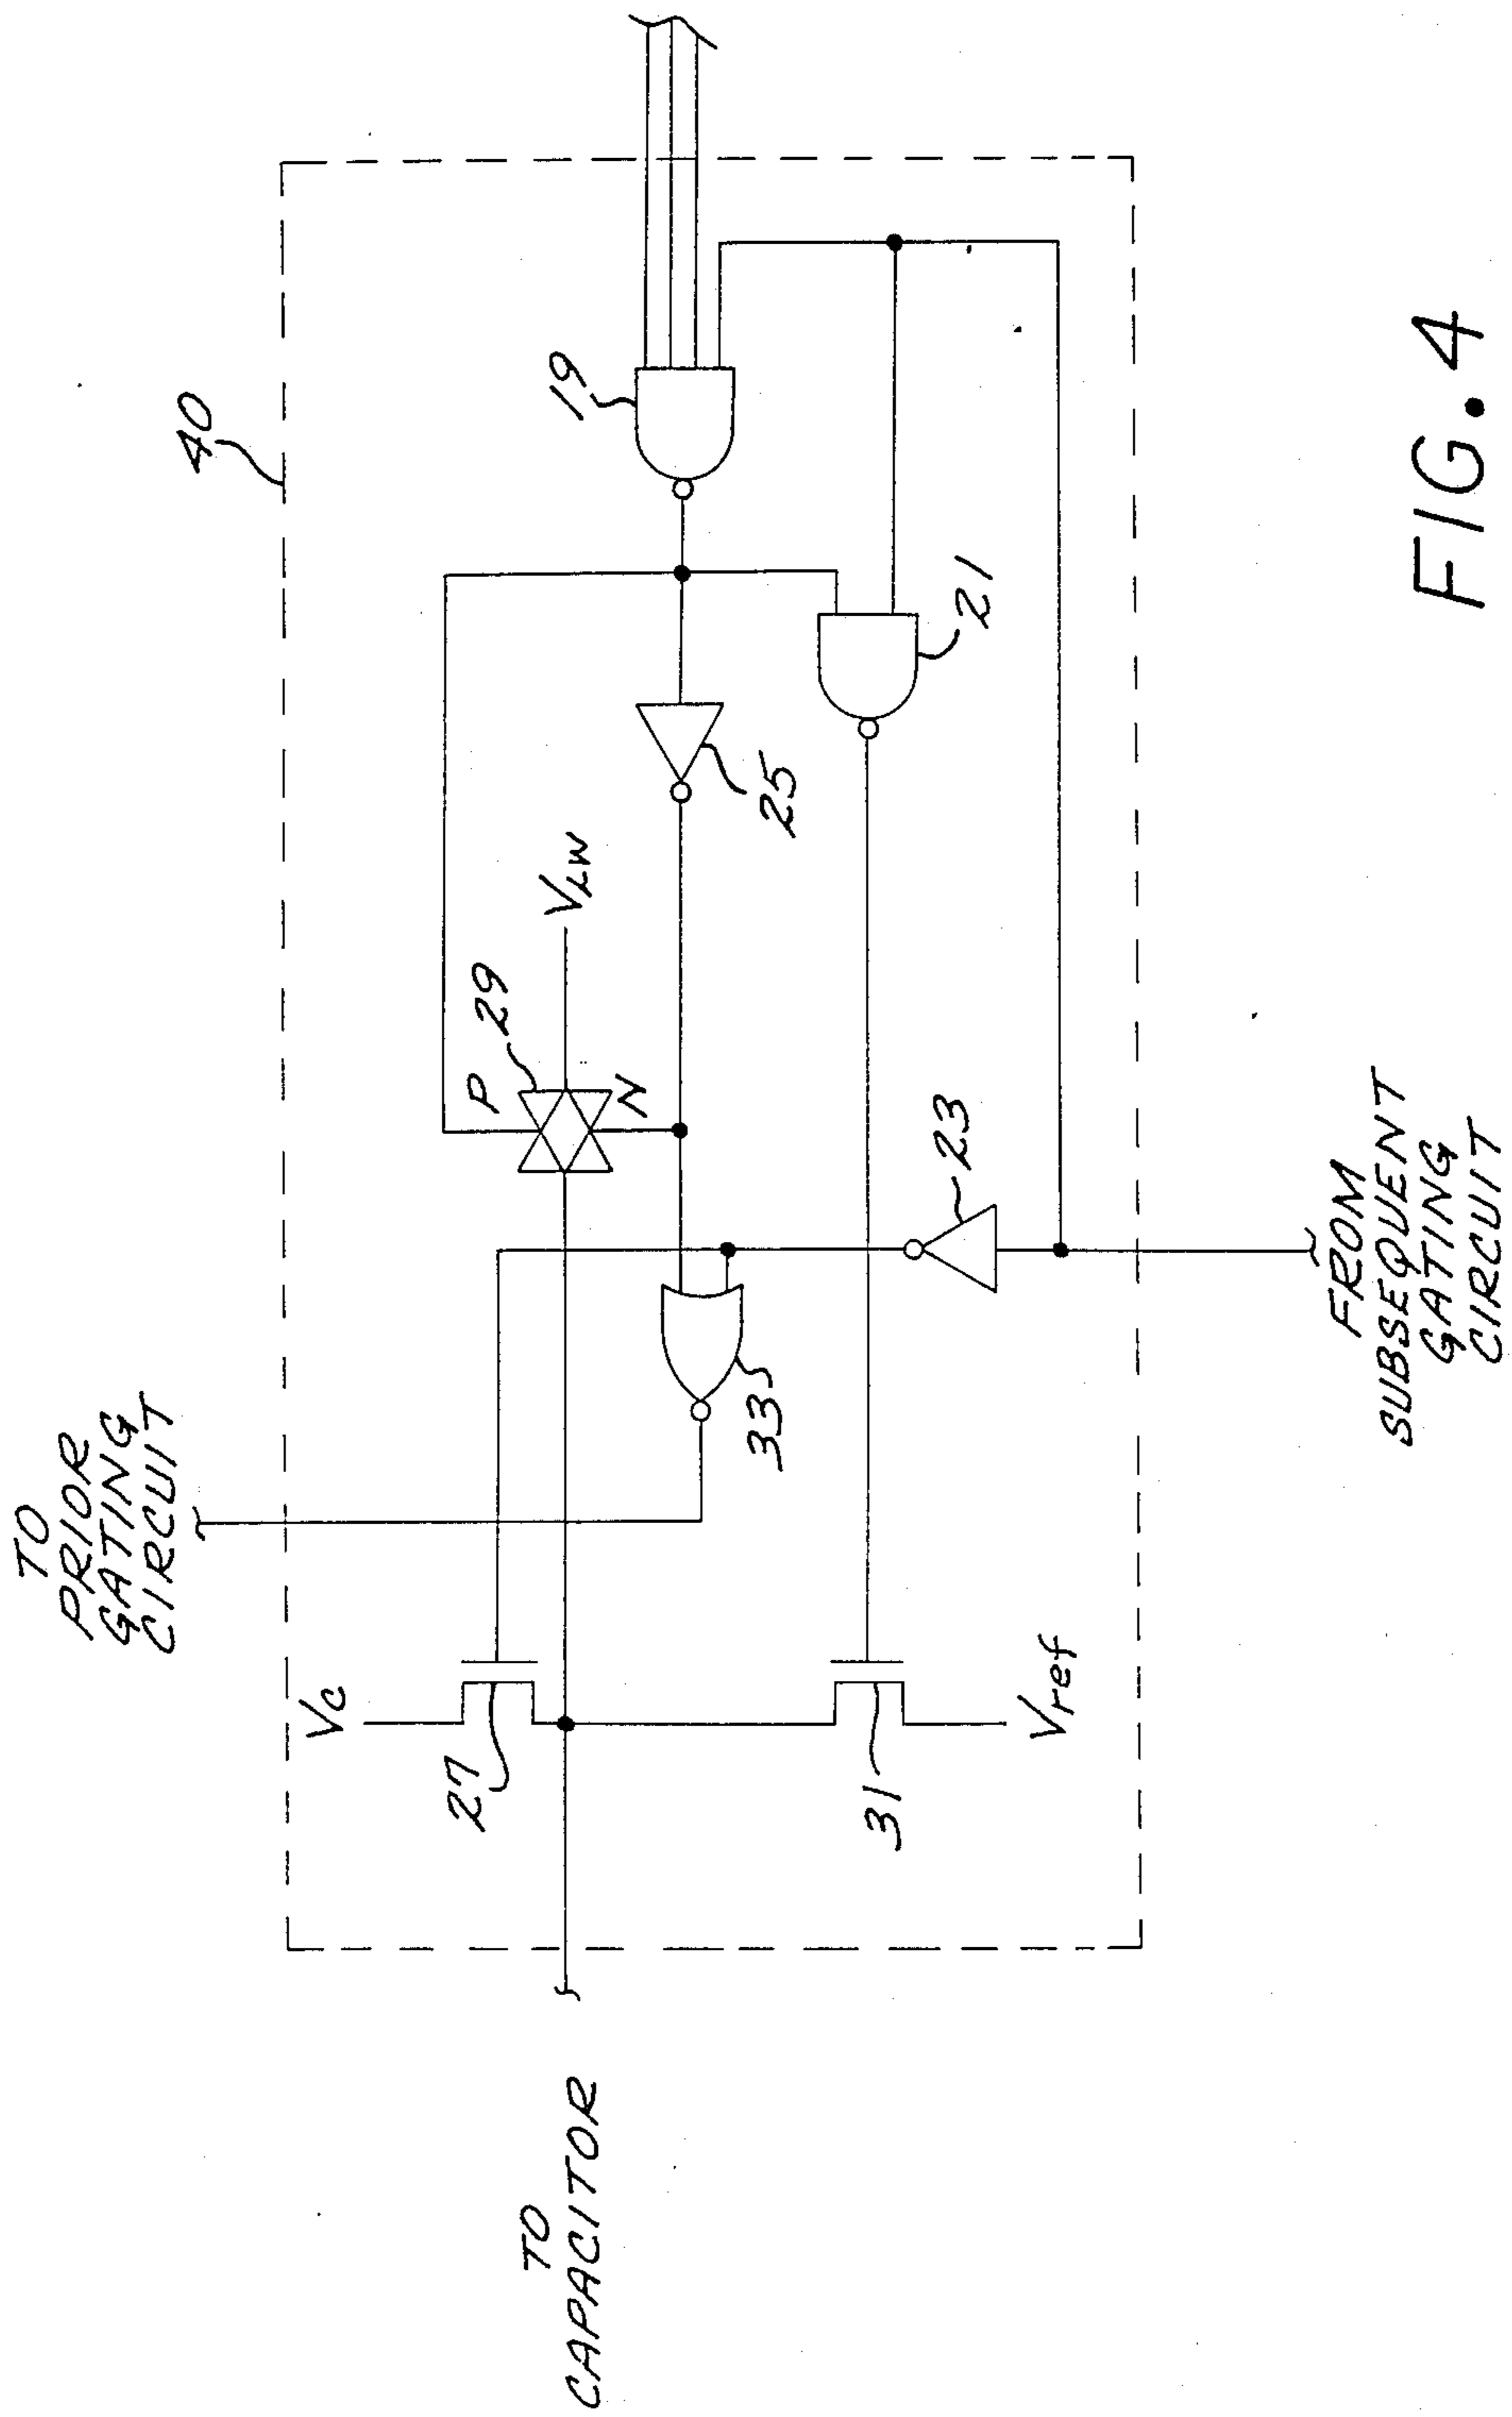 TO
PRIOR
GATING
CIRCUIT
40
19
P
29
VLW
N
25
21
23
33
Vc
27
31
Vref
TO
CAPACITOR
FROM
SUBSEQUENT
GATING
CIRCUIT
FIG. 4